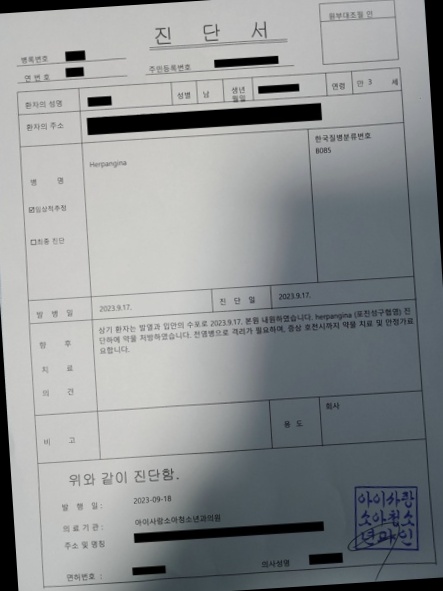 진 단 서
원부대조필 인
병록번호
연 번 호
주민등록번호
환자의 성명
성별 남
생년
월일
연령 만 3 세
환자의 주소
병 명
Herpangina
한국질병분류번호
B085
☑임상적추정
☐최종 진단
발 병 일 2023.9.17. 진 단 일 2023.9.17.
향 후
치 료
의 견
상기 환자는 발열과 입안의 수포로 2023.9.17. 본원 내원하였습니다. herpangina (포진성구협염) 진
단하에 약물 처방하였습니다. 전염병으로 격리가 필요하며, 증상 호전시까지 약물 치료 및 안정가료
요합니다.
비 고
용 도
회사
위와 같이 진단함.
발 행 일 : 2023-09-18
의 료 기 관 : 아이사랑소아청소년과의원
주소 및 명칭
면허번호 :
의사성명
아이사랑
소아청소
년과인